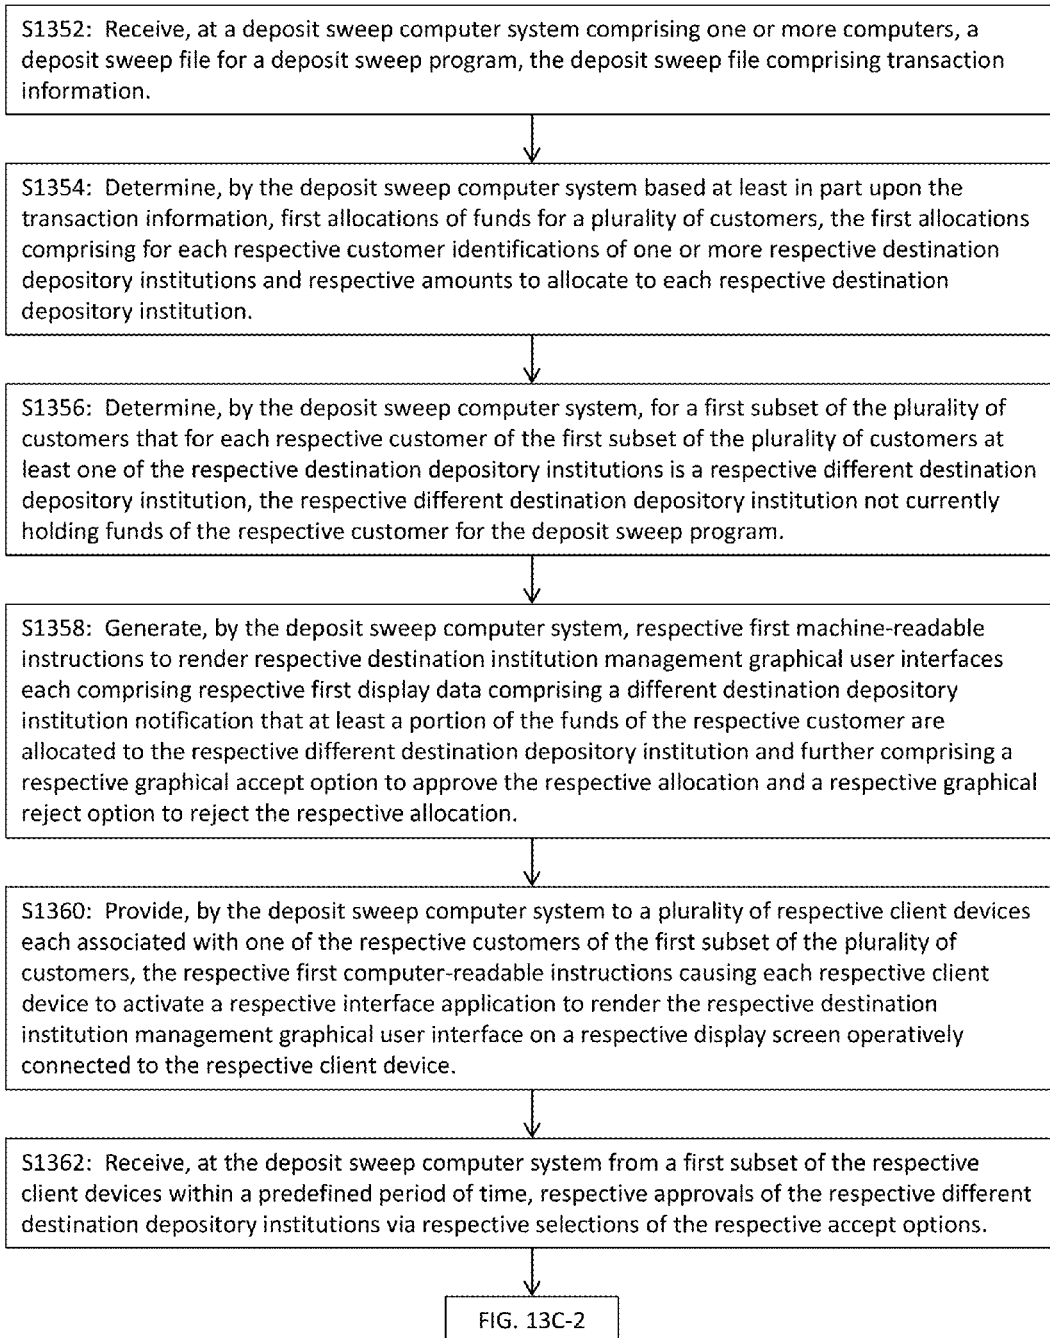 S1352: Receive, at a deposit sweep computer system comprising one or more computers, a
deposit sweep file for a deposit sweep program, the deposit sweep file comprising transaction
information.
S1354: Determine, by the deposit sweep computer system based at least in part upon the
transaction information, first allocations of funds for a plurality of customers, the first allocations
comprising for each respective customer identifications of one or more respective destination
depository institutions and respective amounts to allocate to each respective destination
depository institution.
S1356: Determine, by the deposit sweep computer system, for a first subset of the plurality of
customers that for each respective customer of the first subset of the plurality of customers at
least one of the respective destination depository institutions is a respective different destination
depository institution, the respective different destination depository institution not currently
holding funds of the respective customer for the deposit sweep program.
S1358: Generate, by the deposit sweep computer system, respective first machine-readable
instructions to render respective destination institution management graphical user interfaces
each comprising respective first display data comprising a different destination depository
institution notification that at least a portion of the funds of the respective customer are
allocated to the respective different destination depository institution and further comprising a
respective graphical accept option to approve the respective allocation and a respective graphical
reject option to reject the respective allocation.
S1360: Provide, by the deposit sweep computer system to a plurality of respective client devices
each associated with one of the respective customers of the first subset of the plurality of
customers, the respective first computer-readable instructions causing each respective client
device to activate a respective interface application to render the respective destination
institution management graphical user interface on a respective display screen operatively
connected to the respective client device.
S1362: Receive, at the deposit sweep computer system from a first subset of the respective
client devices within a predefined period of time, respective approvals of the respective different
destination depository institutions via respective selections of the respective accept options.
FIG. 13C-2